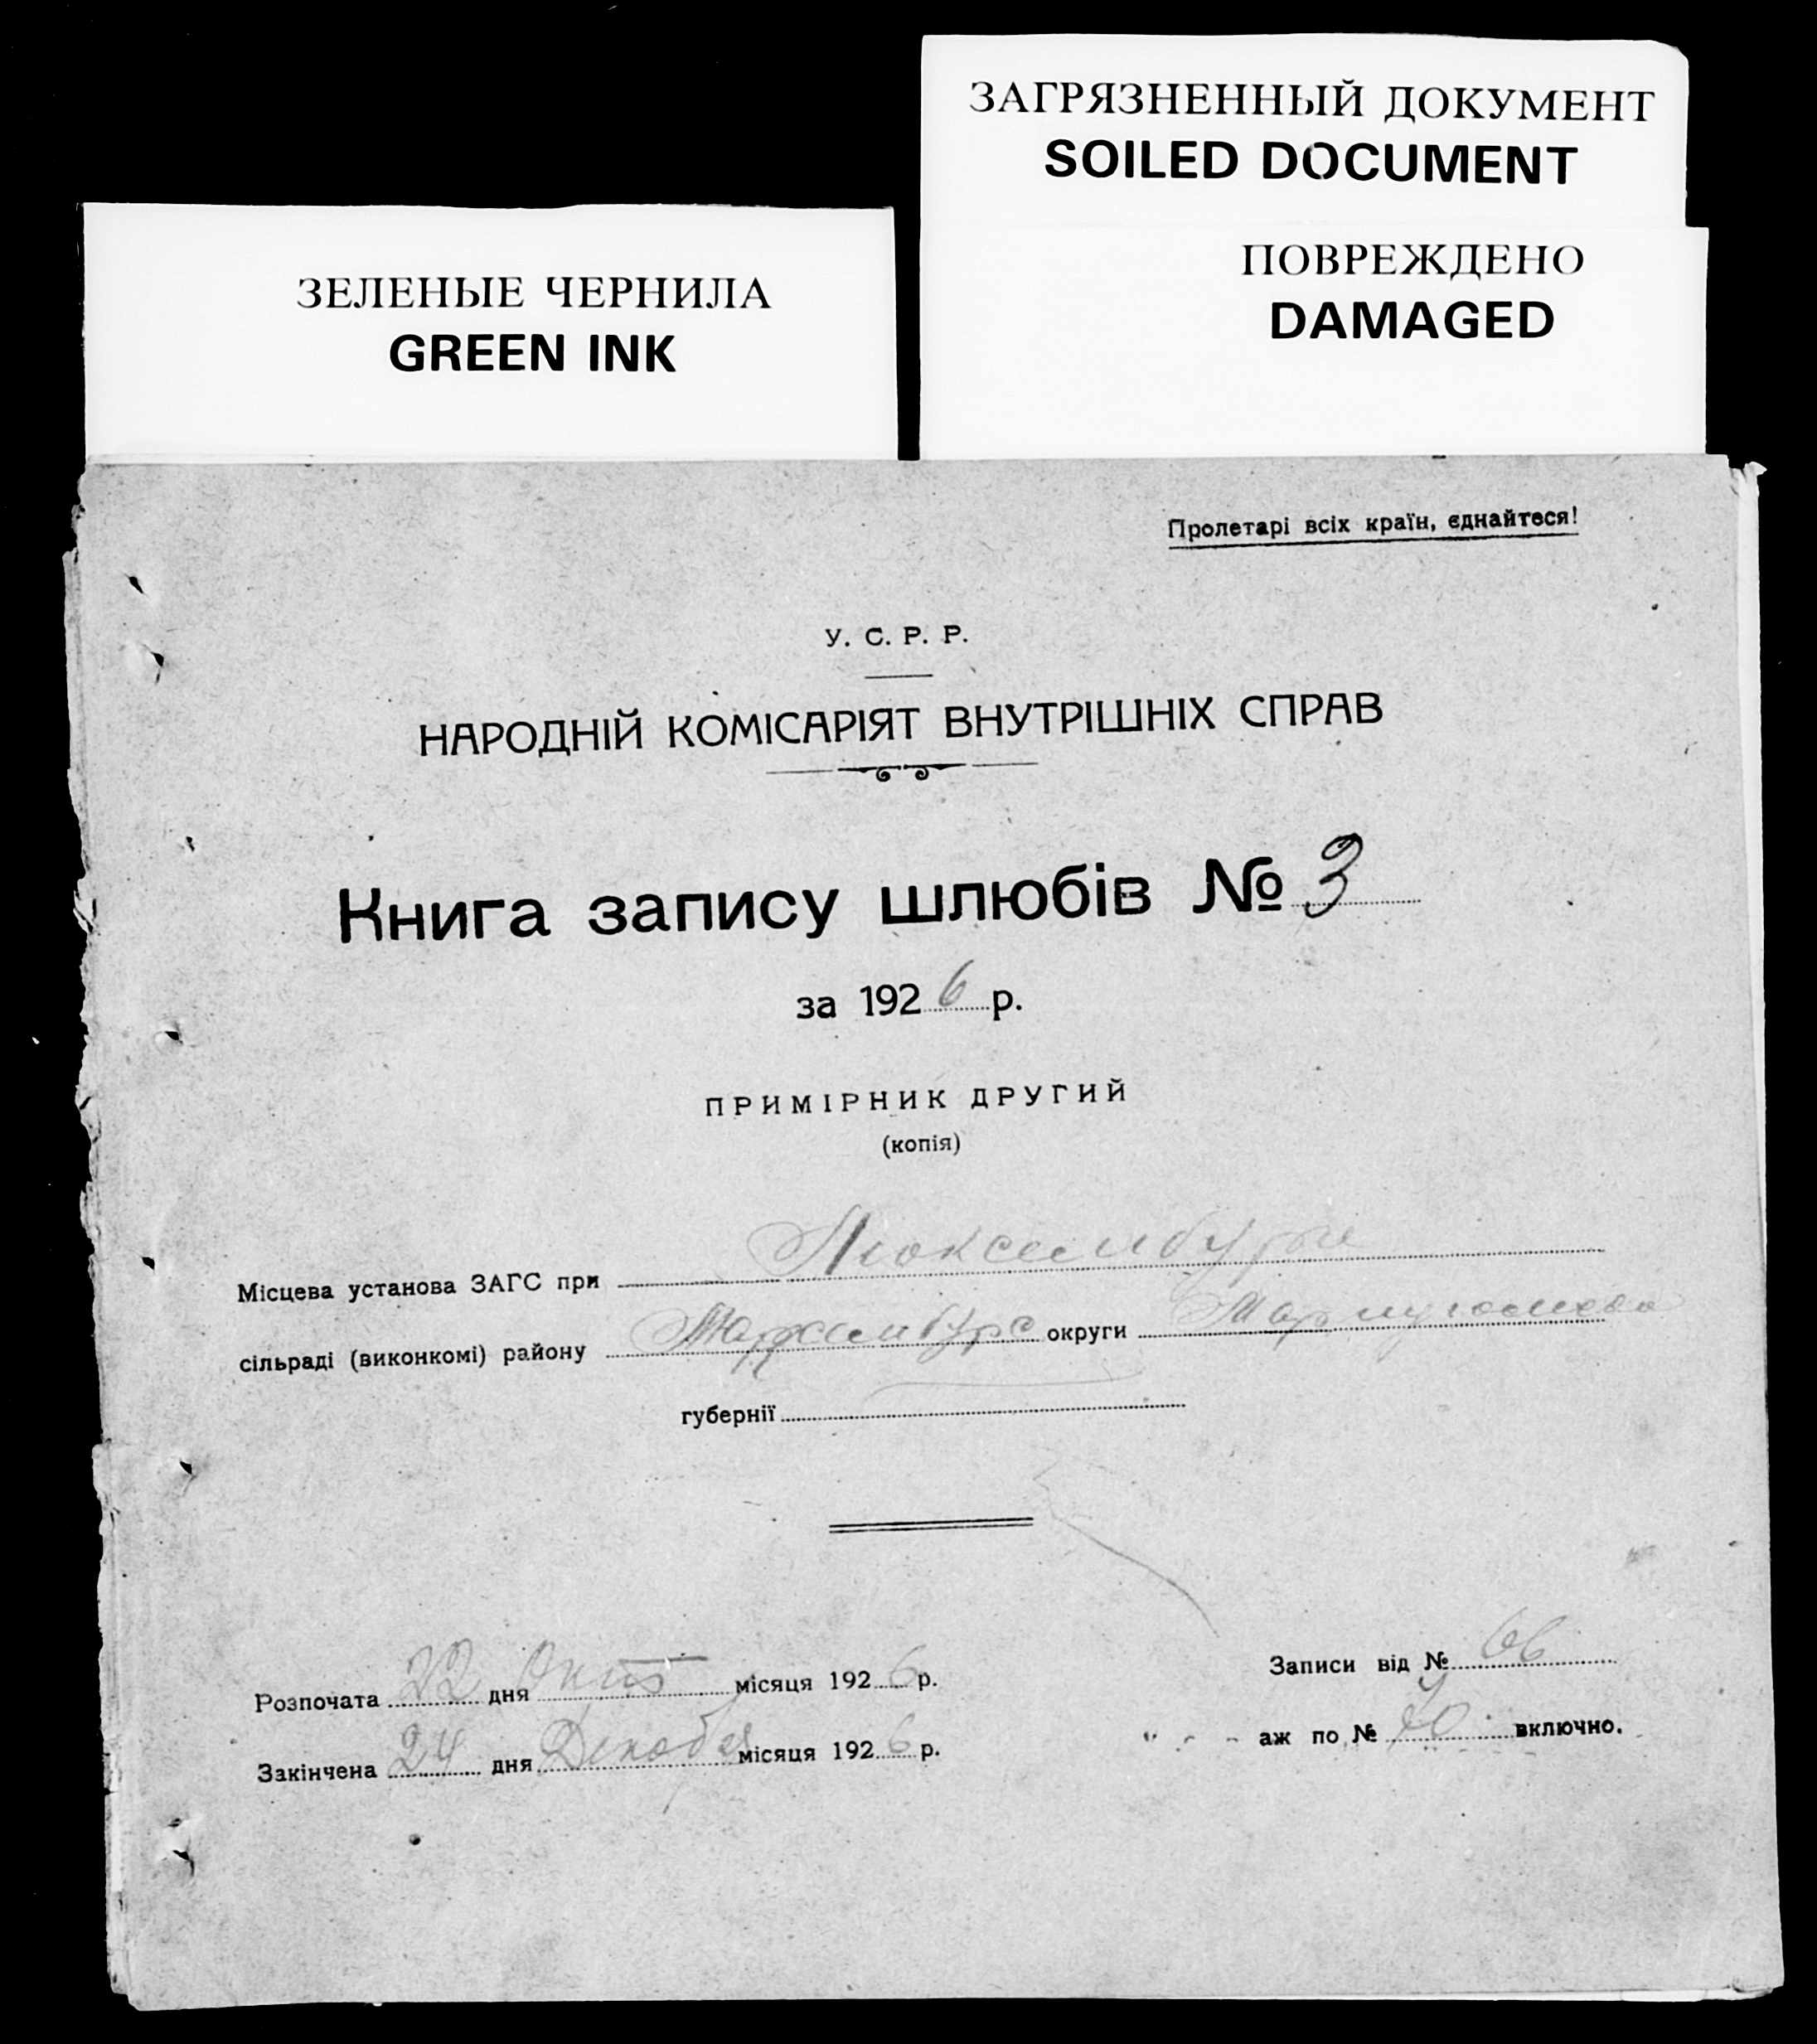 ЗАГРЯЗНЕННЫЙ ДОКУМЕНТ
SOILED DOCUMENT
ЗЕЛЕНЫЕ ЧЕРНИЛА
GREEN INK
ПОВРЕЖДЕНО
DAMAGED
Пролетарі всіх країн, єднайтеся!
У. С. Р. Р.
НАРОДНІЙ КОМІСАРІЯТ ВНУТРІШНІХ СПРАВ
Книга запису шлюбів № 3
за 1926 р.
ПРИМІРНИК ДРУГИЙ
(копія)
Місцева установа ЗАГС при
сільраді (виконкомі) району округи
губернії
Розпочата 22 дня місяця 1926 р.
Закінчена 24 дня місяця 1926 р.
Записи від № 66
" - - аж по № 70 включно.